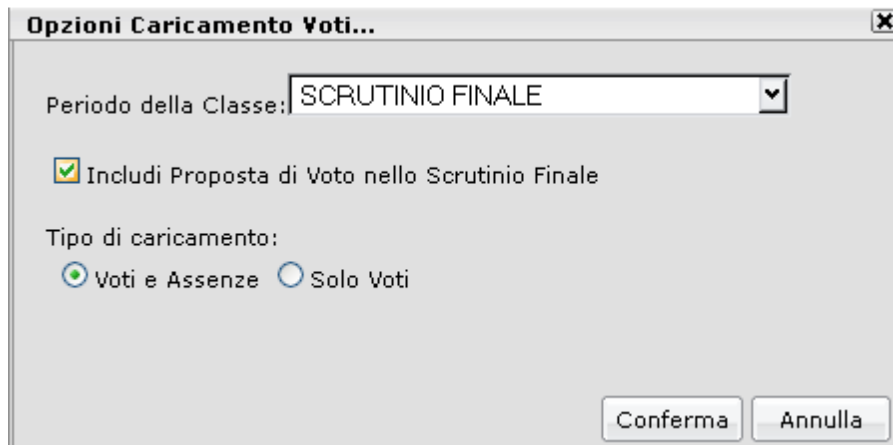 Opzioni Caricamento Voti...
Periodo della Classe: SCRUTINIO FINALE
Includi Proposta di Voto nello Scrutinio Finale
Tipo di caricamento:
Voti e Assenze Solo Voti
Conferma Annulla